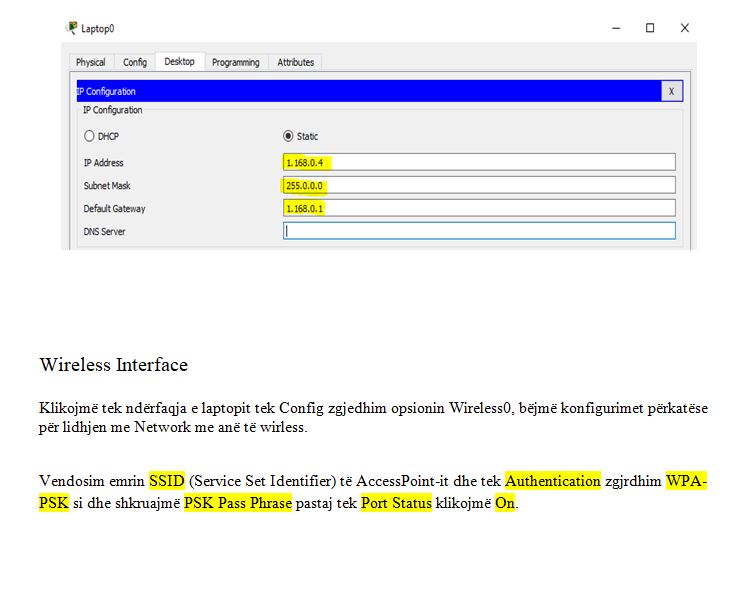 Laptop0
Physical Config Desktop Programming Attributes
IP Configuration X
IP Configuration
DHCP Static
IP Address 1.168.0.4
Subnet Mask 255.0.0.0
Default Gateway 1.168.0.1
DNS Server
Wireless Interface
Klikojmë tek ndërfaqja e laptopit tek Config zgjedhim opsionin Wireless0, bëjmë konfigurimet përkatëse
për lidhjen me Network me anë të wirless.
Vendosim emrin SSID (Service Set Identifier) të AccessPoint-it dhe tek Authentication zgjrdhim WPA-
PSK si dhe shkruajmë PSK Pass Phrase pastaj tek Port Status klikojmë On.